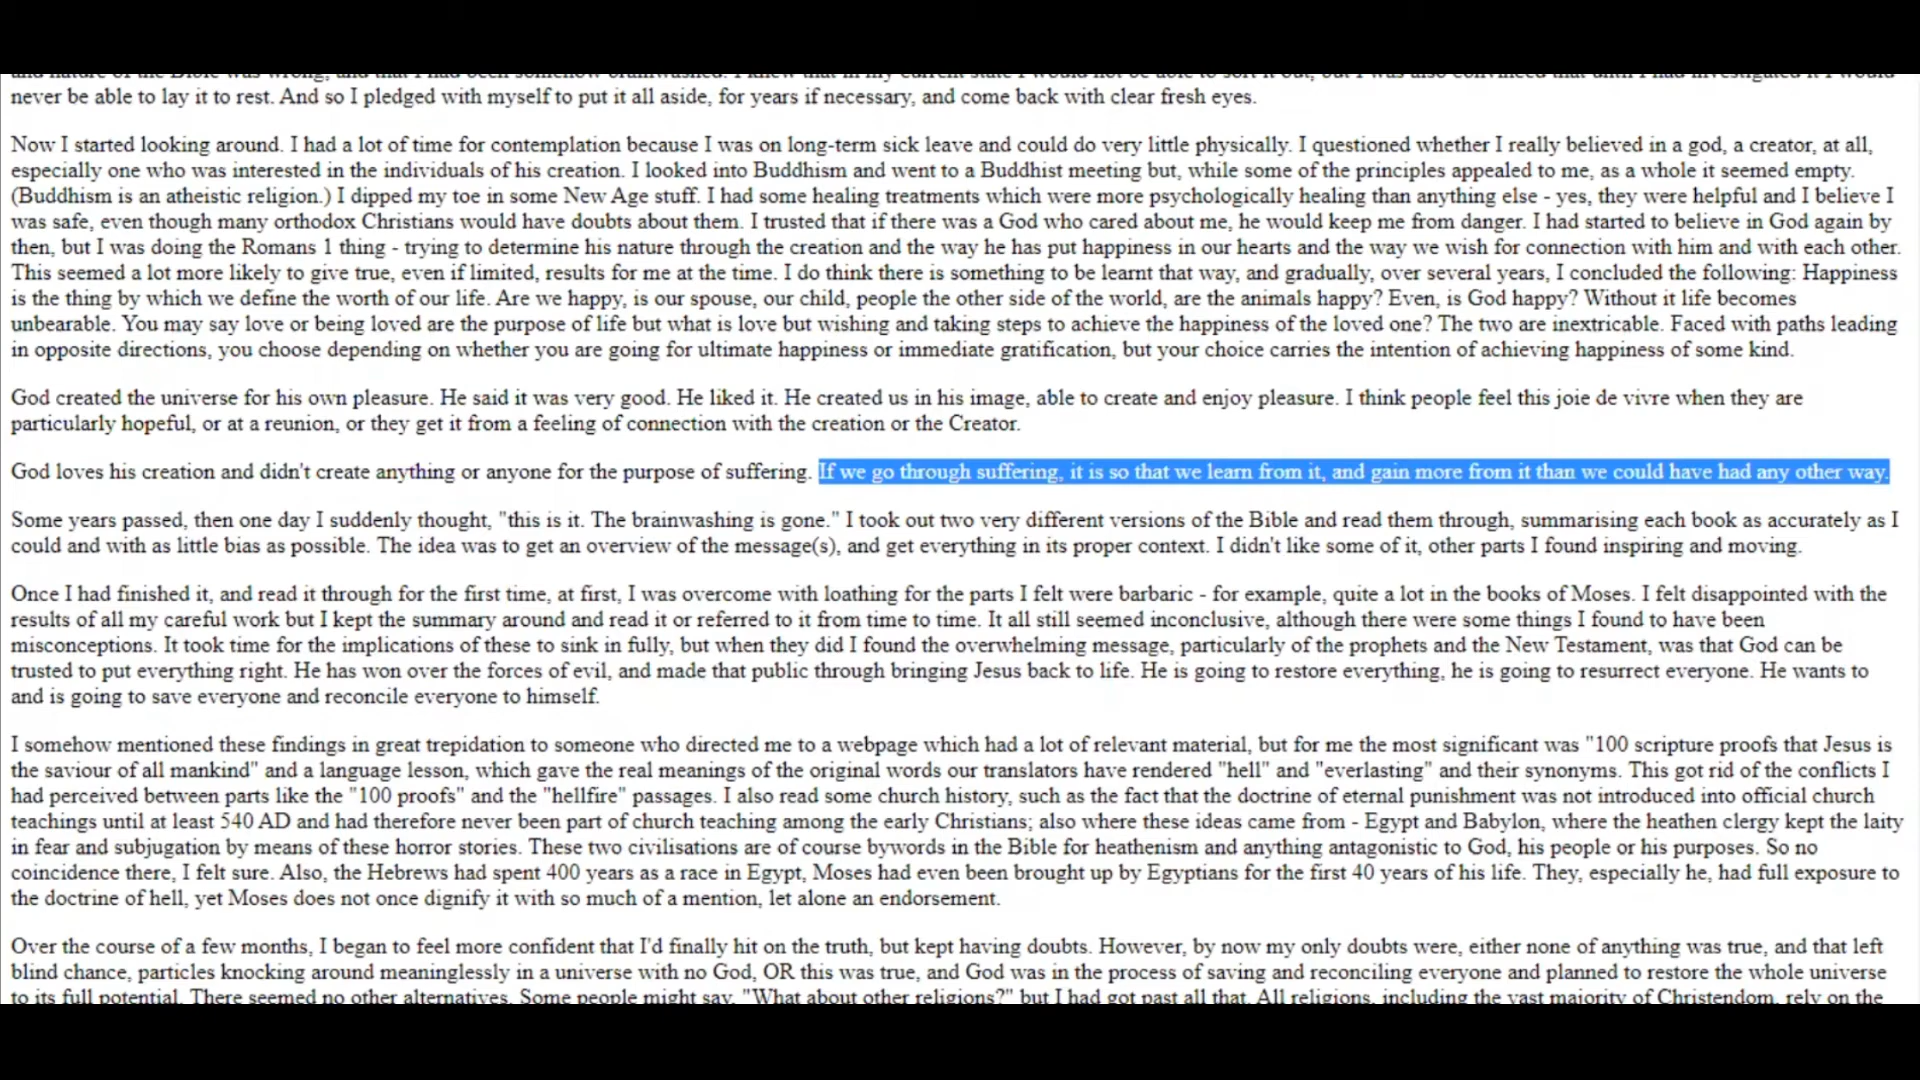 never be able to lay it to rest. And so I pledged with myself to put it all aside, for years if necessary, and come back with clear fresh eyes.
Now I started looking around. I had a lot of time for contemplation because I was on long-term sick leave and could do very little physically. I questioned whether I really believed in a god, a creator, at all,
especially one who was interested in the individuals of his creation. I looked into Buddhism and went to a Buddhist meeting but, while some of the principles appealed to me, as a whole it seemed empty.
(Buddhism is an atheistic religion.) I dipped my toe in some New Age stuff. I had some healing treatments which were more psychologically healing than anything else - yes, they were helpful and I believe I
was safe, even though many orthodox Christians would have doubts about them. I trusted that if there was a God who cared about me, he would keep me from danger. I had started to believe in God again by
then, but I was doing the Romans 1 thing - trying to determine his nature through the creation and the way he has put happiness in our hearts and the way we wish for connection with him and with each other.
This seemed a lot more likely to give true, even if limited, results for me at the time. I do think there is something to be learnt that way, and gradually, over several years, I concluded the following: Happiness
is the thing by which we define the worth of our life. Are we happy, is our spouse, our child, people the other side of the world, are the animals happy? Even, is God happy? Without it life becomes
unbearable. You may say love or being loved are the purpose of life but what is love but wishing and taking steps to achieve the happiness of the loved one? The two are inextricable. Faced with paths leading
in opposite directions, you choose depending on whether you are going for ultimate happiness or immediate gratification, but your choice carries the intention of achieving happiness of some kind.
God created the universe for his own pleasure. He said it was very good. He liked it. He created us in his image, able to create and enjoy pleasure. I think people feel this joie de vivre when they are
particularly hopeful, or at a reunion, or they get it from a feeling of connection with the creation or the Creator.
God loves his creation and didn't create anything or anyone for the purpose of suffering. If we go through suffering, it is so that we learn from it, and gain more from it than we could have had any other way.
Some years passed, then one day I suddenly thought, "this is it. The brainwashing is gone." I took out two very different versions of the Bible and read them through, summarising each book as accurately as I
could and with as little bias as possible. The idea was to get an overview of the message(s), and get everything in its proper context. I didn't like some of it, other parts I found inspiring and moving.
Once I had finished it, and read it through for the first time, at first, I was overcome with loathing for the parts I felt were barbaric - for example, quite a lot in the books of Moses. I felt disappointed with the
results of all my careful work but I kept the summary around and read it or referred to it from time to time. It all still seemed inconclusive, although there were some things I found to have been
misconceptions. It took time for the implications of these to sink in fully, but when they did I found the overwhelming message, particularly of the prophets and the New Testament, was that God can be
trusted to put everything right. He has won over the forces of evil, and made that public through bringing Jesus back to life. He is going to restore everything, he is going to resurrect everyone. He wants to
and is going to save everyone and reconcile everyone to himself.
I somehow mentioned these findings in great trepidation to someone who directed me to a webpage which had a lot of relevant material, but for me the most significant was "100 scripture proofs that Jesus is
the saviour of all mankind" and a language lesson, which gave the real meanings of the original words our translators have rendered "hell" and "everlasting" and their synonyms. This got rid of the conflicts I
had perceived between parts like the "100 proofs" and the "hellfire" passages. I also read some church history, such as the fact that the doctrine of eternal punishment was not introduced into official church
teachings until at least 540 AD and had therefore never been part of church teaching among the early Christians; also where these ideas came from - Egypt and Babylon, where the heathen clergy kept the laity
in fear and subjugation by means of these horror stories. These two civilisations are of course bywords in the Bible for heathenism and anything antagonistic to God, his people or his purposes. So no
coincidence there, I felt sure. Also, the Hebrews had spent 400 years as a race in Egypt, Moses had even been brought up by Egyptians for the first 40 years of his life. They, especially he, had full exposure to
the doctrine of hell, yet Moses does not once dignify it with so much of a mention, let alone an endorsement.
Over the course of a few months, I began to feel more confident that I'd finally hit on the truth, but kept having doubts. However, by now my only doubts were, either none of anything was true, and that left
blind chance, particles knocking around meaninglessly in a universe with no God, OR this was true, and God was in the process of saving and reconciling everyone and planned to restore the whole universe
to its full potential. There seemed no other alternatives. Some people might say, "What about other religions?" but I had got past all that. All religions, including the vast majority of Christendom, rely on the